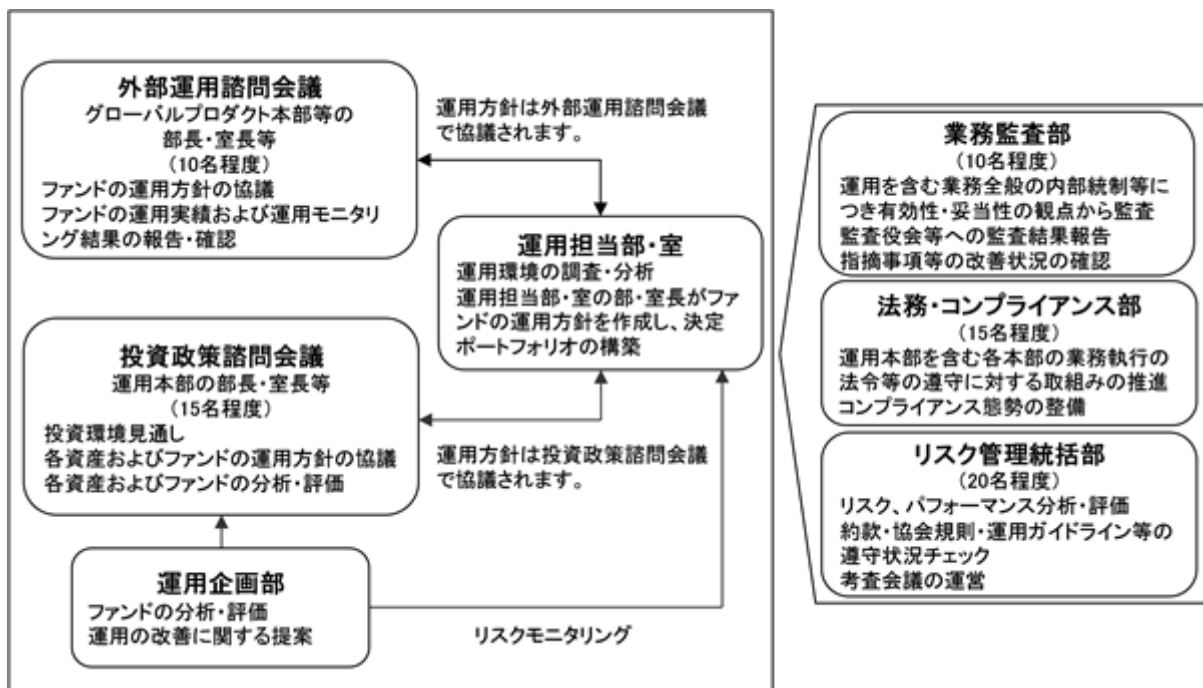 外部運用諮問会議
グローバルプロダクト本部等の
部長・室長等
(10名程度)
ファンドの運用方針の協議
ファンドの運用実績および運用モニタリ
ング結果の報告・確認
運用方針は外部運用諮問会議
で協議されます。
運用担当部・室
運用環境の調査・分析
運用担当部・室の部・室長がファ
ンドの運用方針を作成し、決定
ポートフォリオの構築
投資政策諮問会議
運用本部の部長・室長等
(15名程度)
投資環境見通し
各資産およびファンドの運用方針の協議
各資産およびファンドの分析・評価
運用方針は投資政策諮問会議
で協議されます。
運用企画部
ファンドの分析・評価
運用の改善に関する提案
リスクモニタリング
業務監査部
(10名程度)
運用を含む業務全般の内部統制等に
つき有効性・妥当性の観点から監査
監査役会等への監査結果報告
指摘事項等の改善状況の確認
法務・コンプライアンス部
(15名程度)
運用本部を含む各本部の業務執行の
法令等の遵守に対する取組みの推進
コンプライアンス態勢の整備
リスク管理統括部
(20名程度)
リスク、パフォーマンス分析・評価
約款・協会規則・運用ガイドライン等の
遵守状況チェック
考査会議の運営